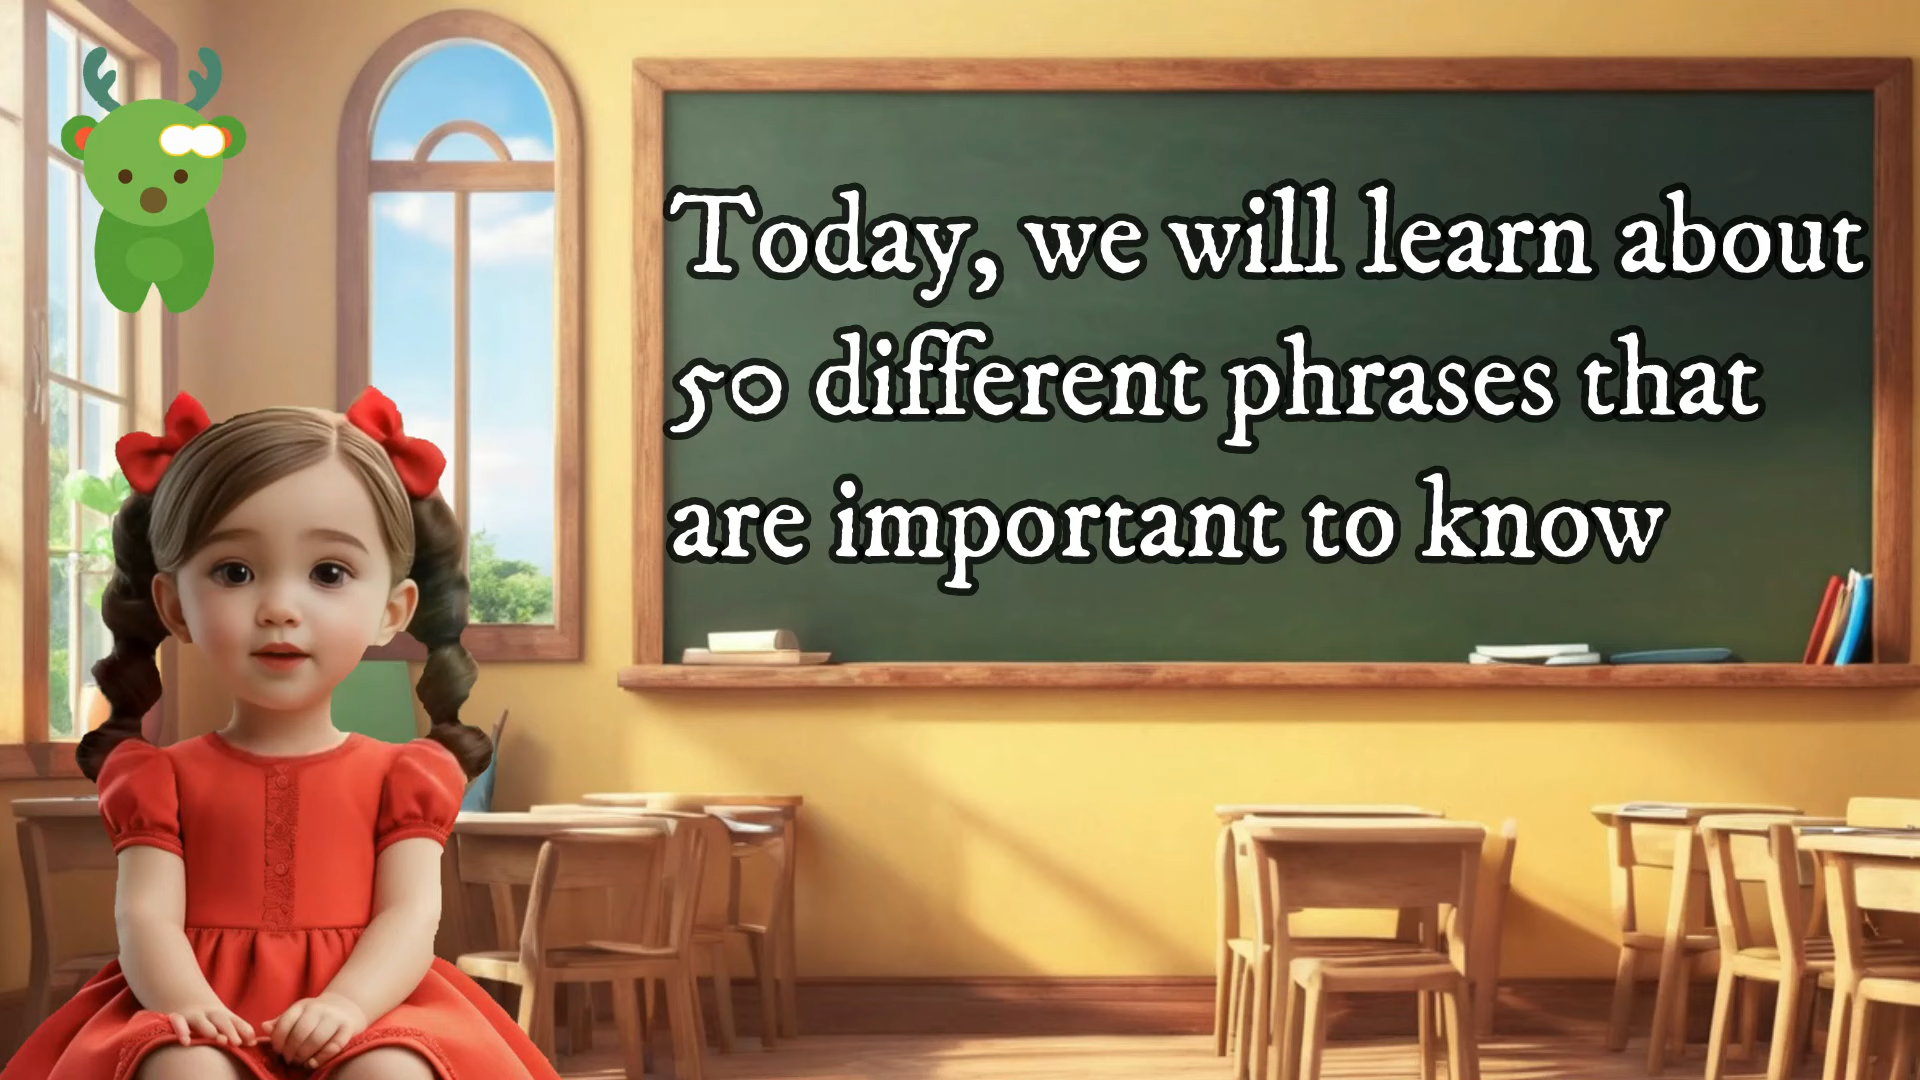 Today, we will learn about
50 different phrases that
are important to know